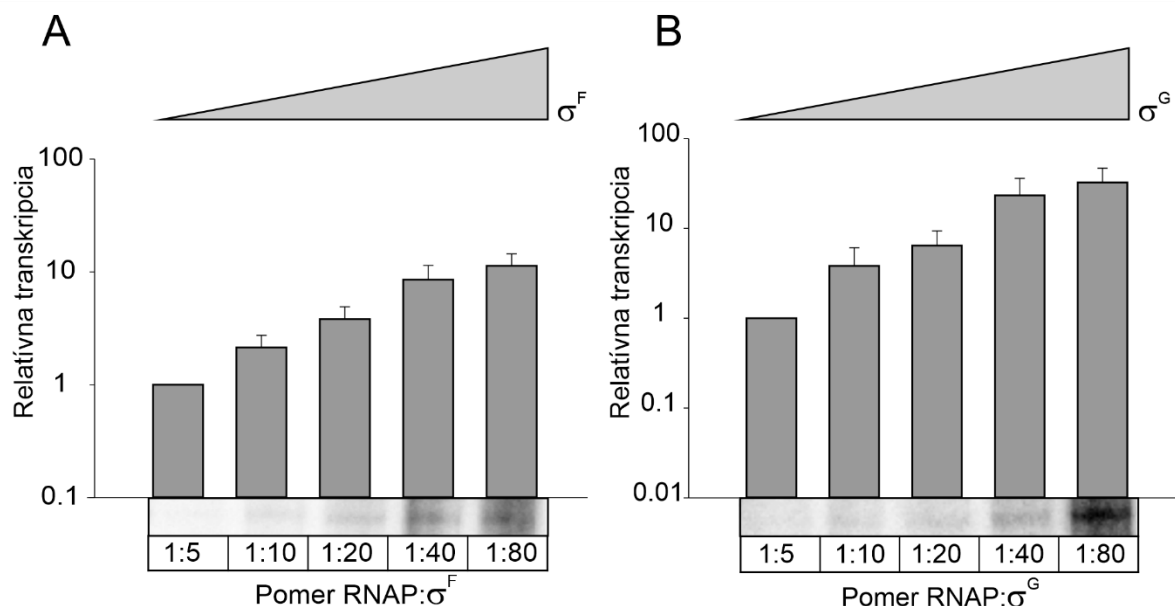 A
σF
Relatívna transkripcia
100
10
1
0.1
1:5 1:10 1:20 1:40 1:80
Pomer RNAP:σF
B
σG
Relatívna transkripcia
100
10
1
0.1
0.01
1:5 1:10 1:20 1:40 1:80
Pomer RNAP:σG